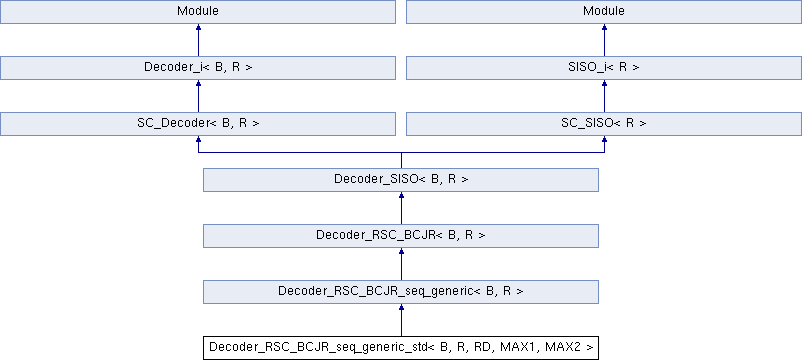 Module
Module
Decoder_i< B, R >
SISO_i< R >
SC_Decoder< B, R >
SC_SISO< R >
Decoder_SISO< B, R >
Decoder_RSC_BCJR< B, R >
Decoder_RSC_BCJR_seq_generic< B, R >
Decoder_RSC_BCJR_seq_generic_std< B, R, RD, MAX1, MAX2 >